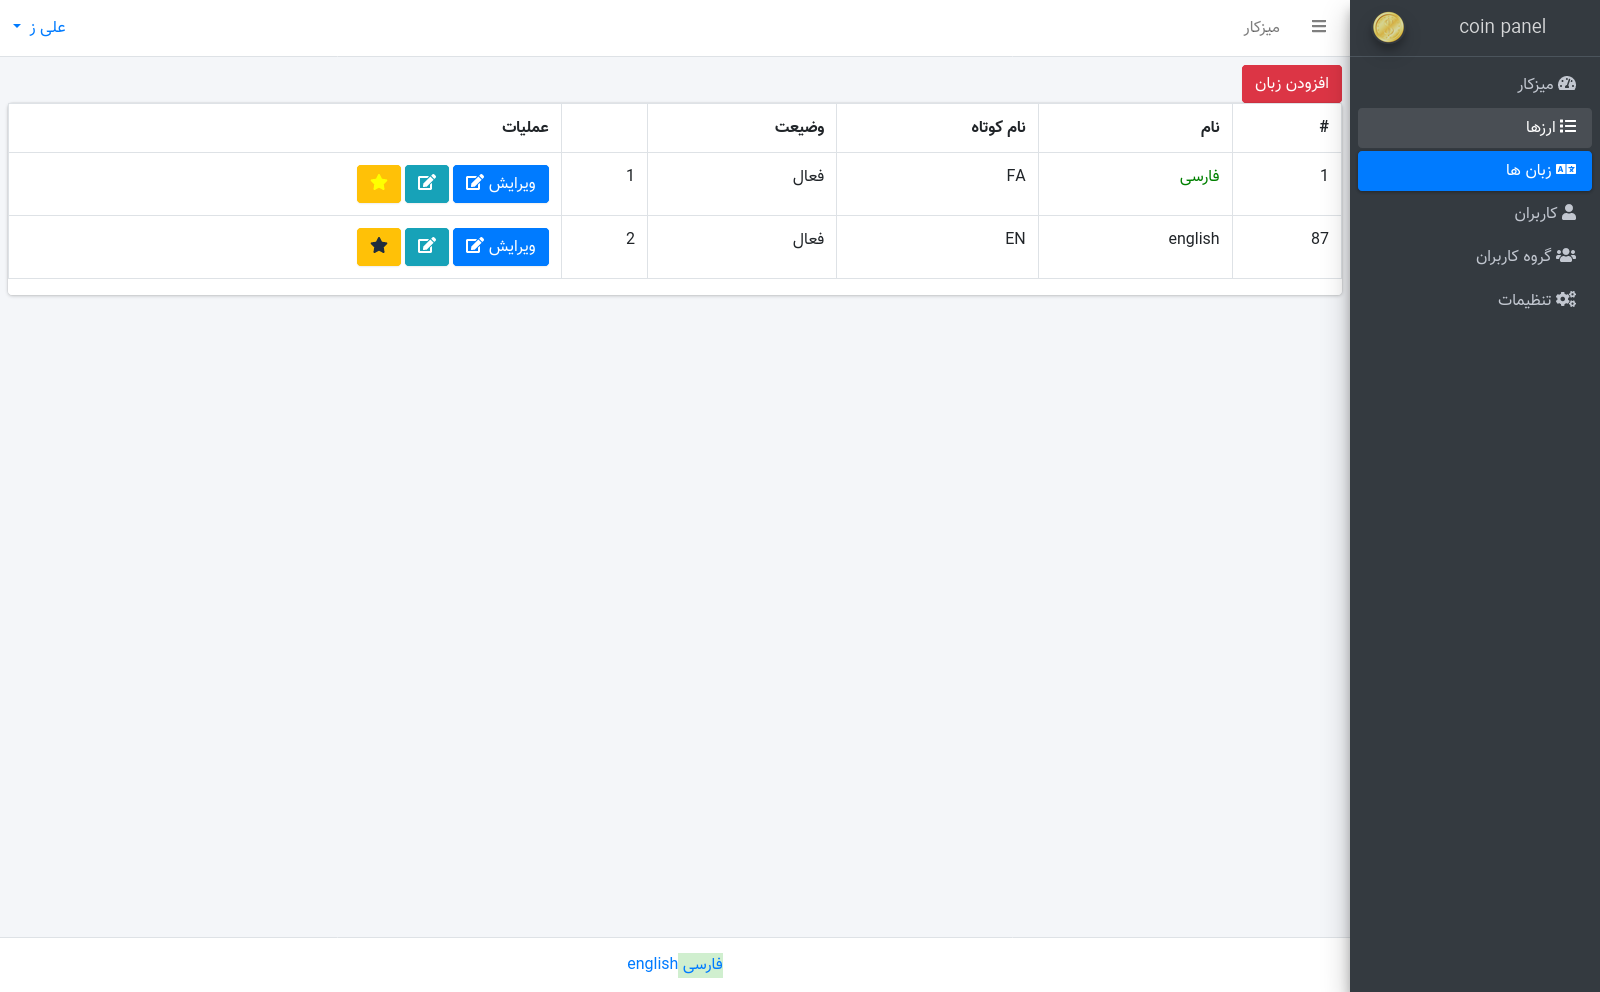 coin panel
میزکار
ارزها
زبان ها
کاربران
گروه کاربران
تنظیمات
میزکار
علی ز
افزودن زبان
# نام نام کوتاه وضیعت عملیات
1 فارسی FA فعال 1 ویرایش
87 english EN فعال 2 ویرایش
فارسی english